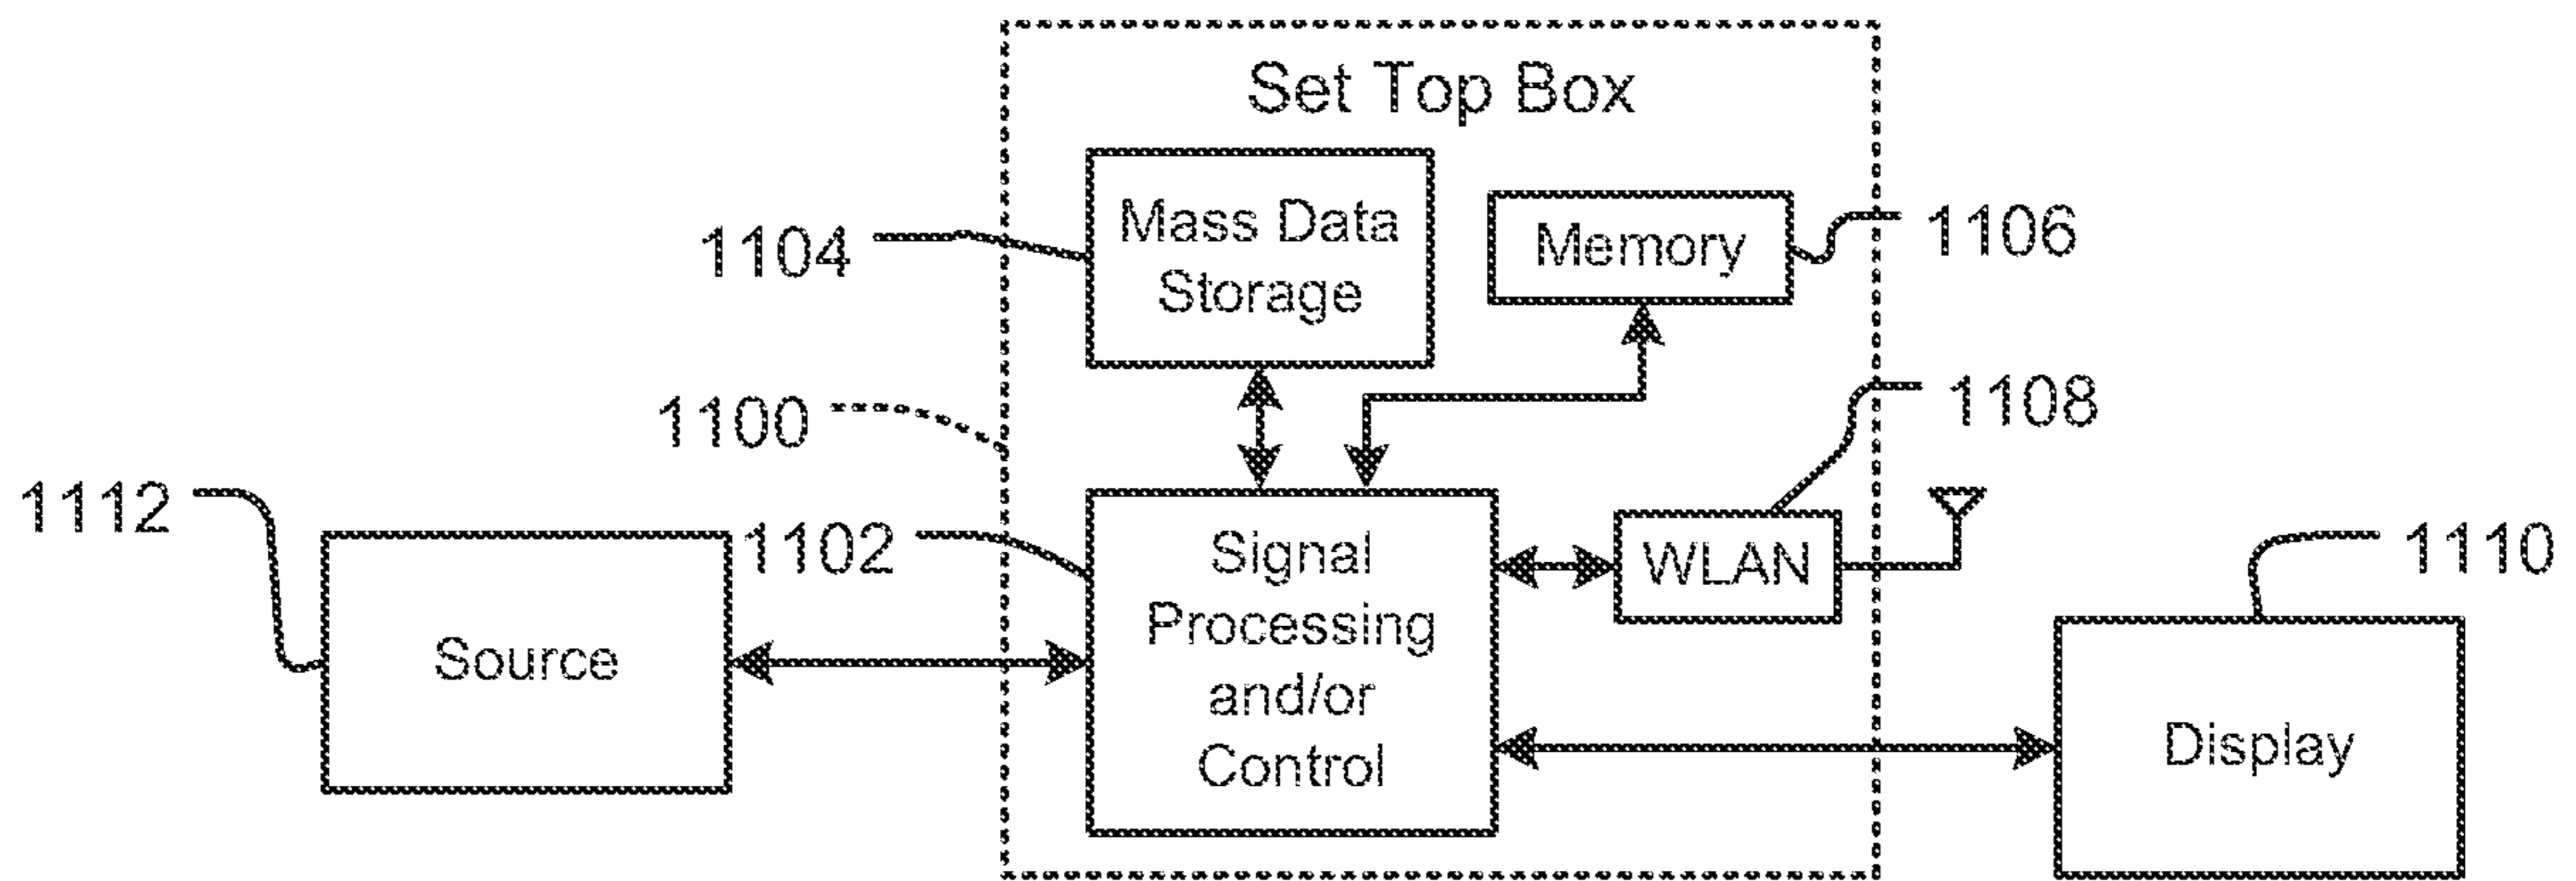 Set Top Box
1104
Mass Data
Storage
Memory
1106
1100
1108
1112
1102
Signal
Processing
and/or
Control
WLAN
1110
Source
Display